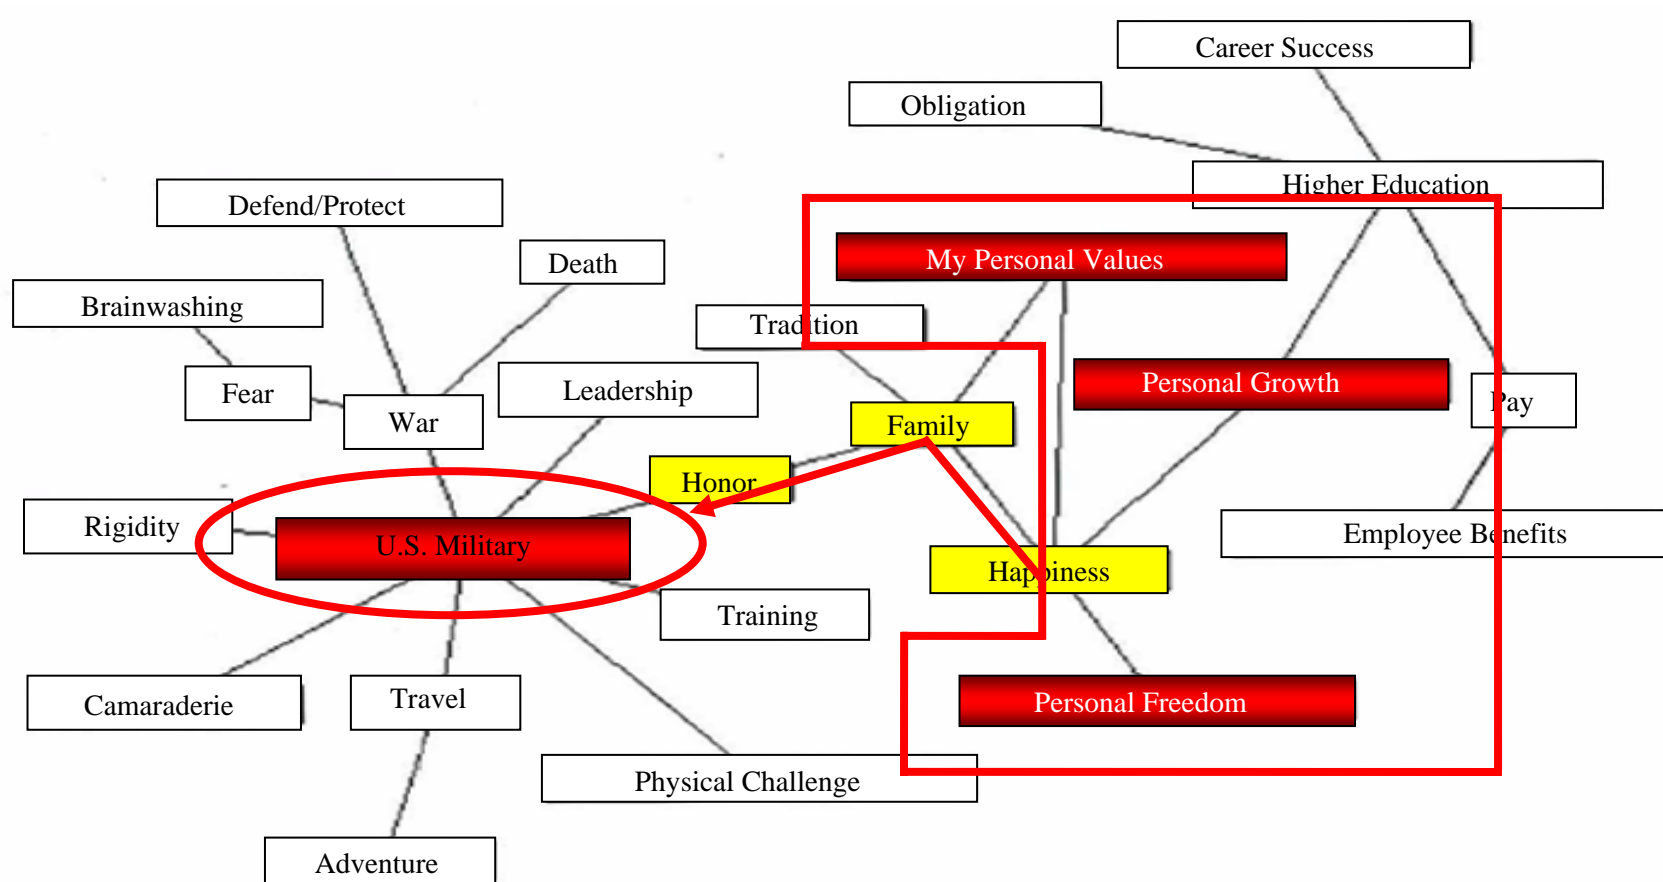 Career Success
Obligation
Higher Education
Defend/Protect
My Personal Values
Death
Brainwashing
Tradition
Personal Growth
Fear
Leadership
Pay
War
Family
Honor
Rigidity
U.S. Military
Employee Benefits
Happiness
Training
Camaraderie
Travel
Personal Freedom
Physical Challenge
Adventure